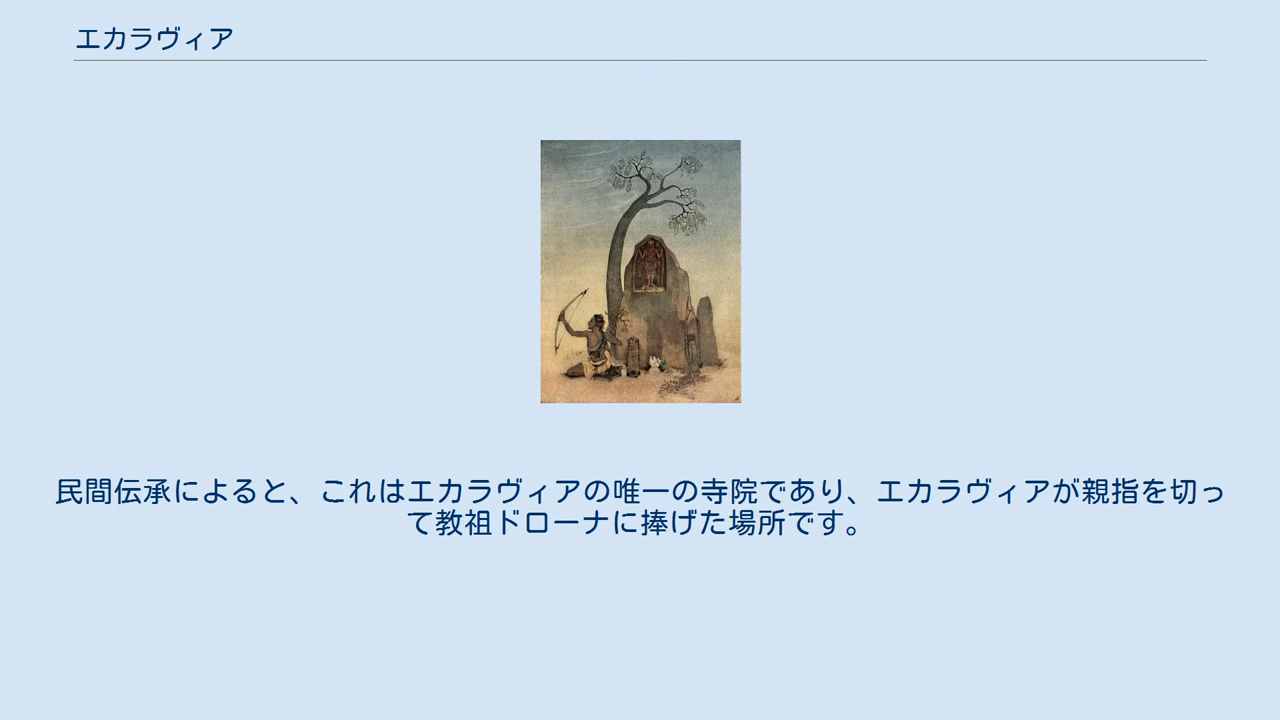 エカラヴィア
民間伝承によると、これはエカラヴィアの唯一の寺院であり、エカラヴィアが親指を切っ
て教祖ドローナに捧げた場所です。